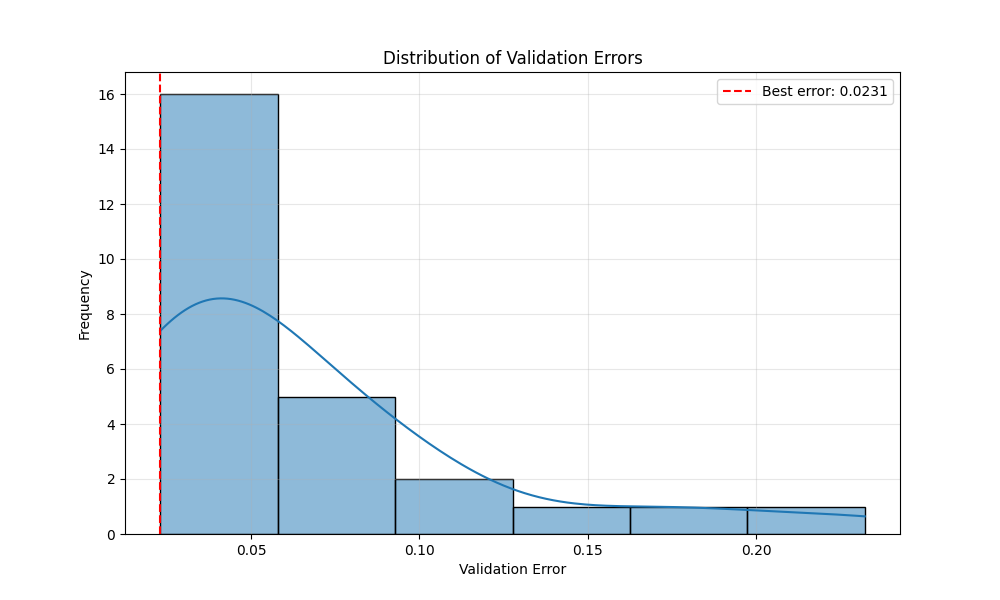 Distribution of Validation Errors
Best error: 0.0231
16
14
12
10
8
6
4
2
0
Frequency
0.05 0.10 0.15 0.20
Validation Error